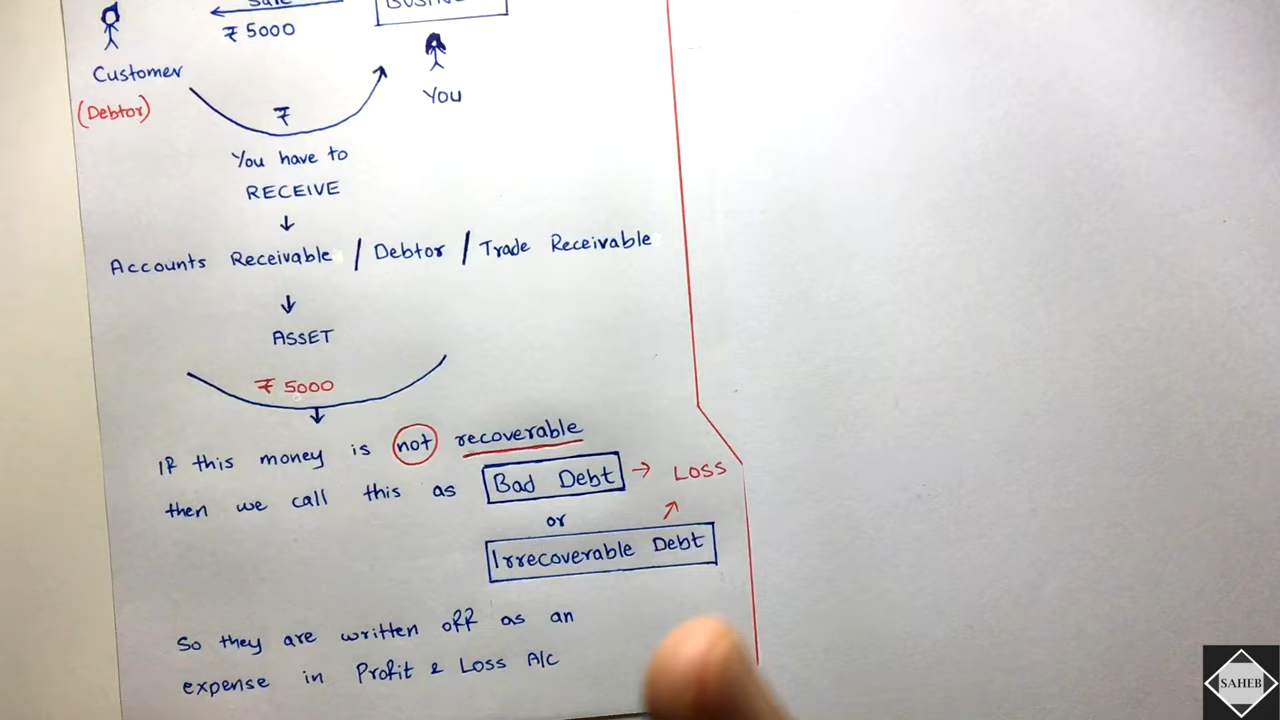 Sale
BUSINE
₹ 5000
Customer
(Debtor)
You
₹
You have to
RECEIVE
Accounts Receivable / Debtor / Trade Receivable
ASSET
₹ 5000
If this money is not recoverable
then we call this as Bad Debt → LOSS
or
Irrecoverable Debt
So they are written off as an
expense in Profit & Loss A/c
SAHEB